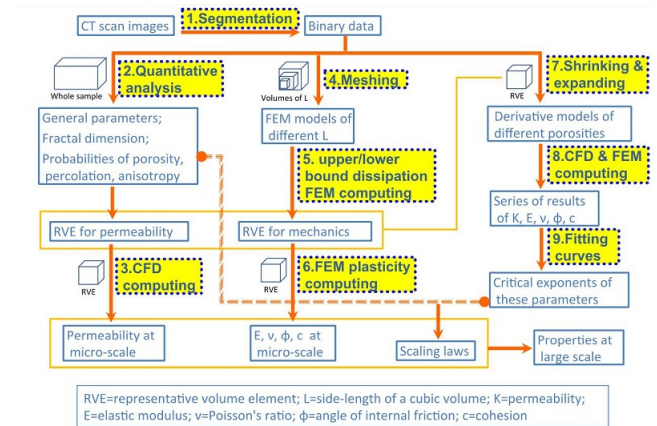 CT scan images
1.Segmentation
Binary data
Whole sample
2.Quantitative
analysis
Volumes of L
4.Meshing
RVE
7.Shrinking &
expanding
General parameters;
Fractal dimension;
Probabilities of porosity,
percolation, anisotropy
FEM models of
different L
Derivative models of
different porosities
5. upper/lower
bound dissipation
FEM computing
8.CFD & FEM
computing
Series of results
of K, E, ν, ϕ, c
RVE for permeability
RVE for mechanics
9.Fitting
curves
RVE
3.CFD
computing
RVE
6.FEM plasticity
computing
Critical exponents of
these parameters
Permeability at
micro-scale
E, ν, ϕ, c at
micro-scale
Scaling laws
Properties at
large scale
RVE=representative volume element; L=side-length of a cubic volume; K=permeability;
E=elastic modulus; ν=Poisson's ratio; ϕ=angle of internal friction; c=cohesion